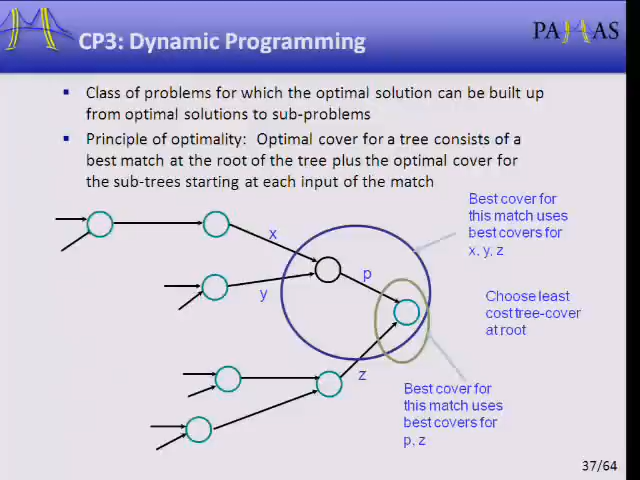 CP3: Dynamic Programming
PA AS
Class of problems for which the optimal solution can be built up
from optimal solutions to sub-problems
Principle of optimality: Optimal cover for a tree consists of a
best match at the root of the tree plus the optimal cover for
the sub-trees starting at each input of the match
Best cover for
this match uses
best covers for
x, y, z
x
p
y
Choose least
cost tree-cover
at root
z
Best cover for
this match uses
best covers for
p, z
37/64